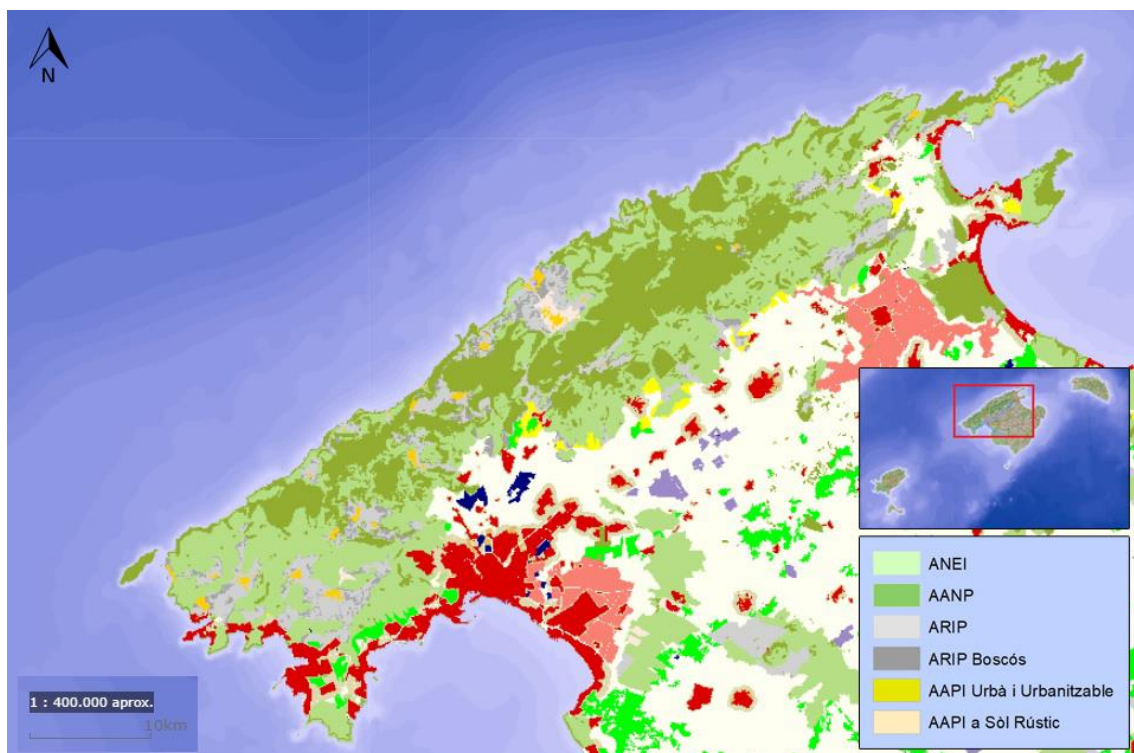 N
1 : 400.000 aprox.
10km
ANEI
AANP
ARIP
ARIP Boscós
AAPI Urbà i Urbanitzable
AAPI a Sòl Rústic